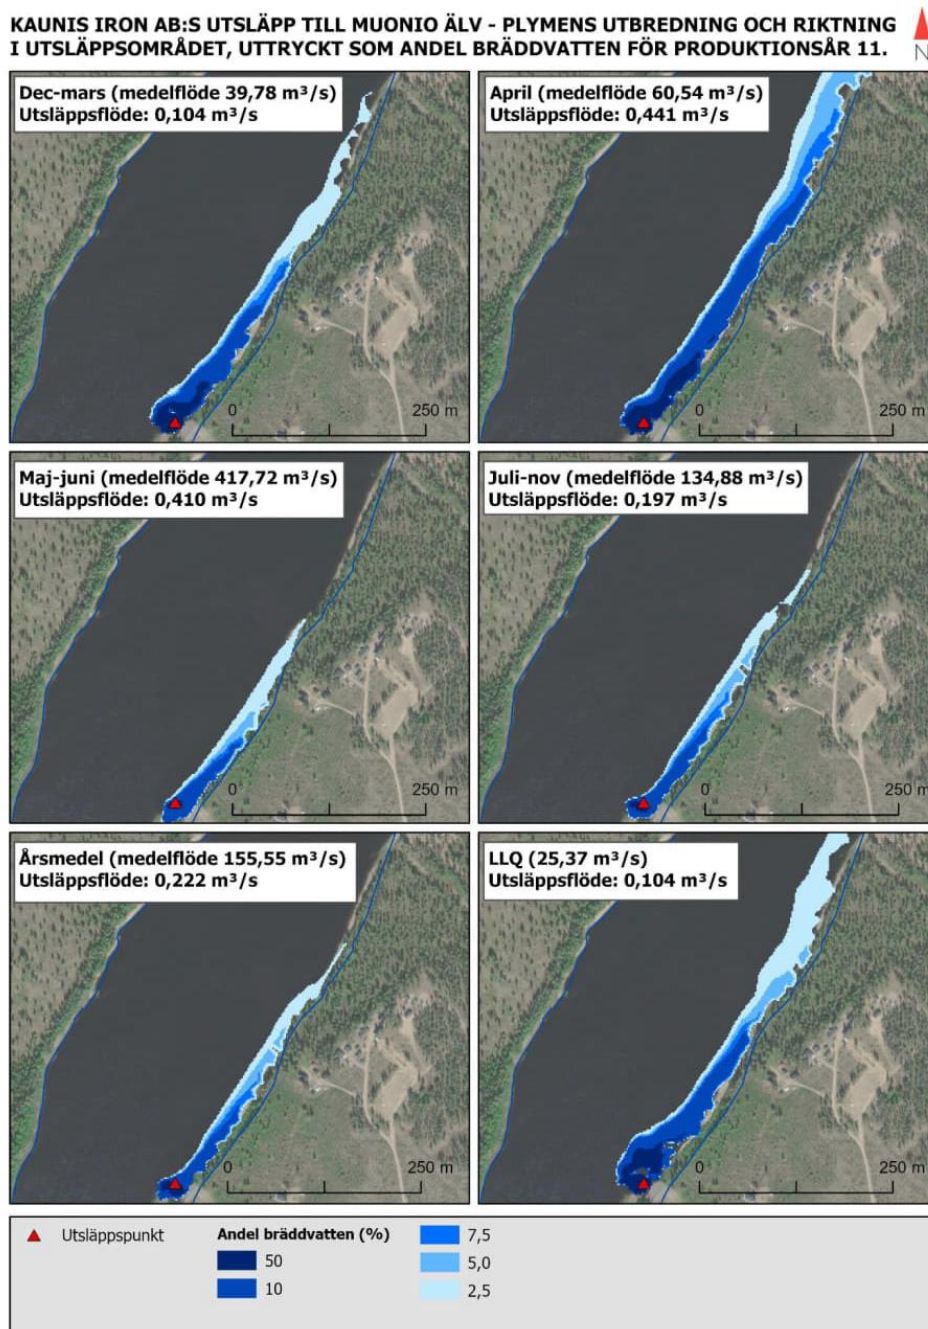 KAUNIS IRON AB:S UTSLÄPP TILL MUONIO ÄLV - PLYMENS UTBREDNING OCH RIKTNING
I UTSLÄPPSOMRÅDET, UTTRYCKT SOM ANDEL BRÄDDVATTEN FÖR PRODUKTIONSÅR 11.
N
Dec-mars (medelflöde 39,78 m³/s)
Utsläppsflöde: 0,104 m³/s
0
250 m
April (medelflöde 60,54 m³/s)
Utsläppsflöde: 0,441 m³/s
0
250 m
Maj-juni (medelflöde 417,72 m³/s)
Utsläppsflöde: 0,410 m³/s
0
250 m
Juli-nov (medelflöde 134,88 m³/s)
Utsläppsflöde: 0,197 m³/s
0
250 m
Årsmedel (medelflöde 155,55 m³/s)
Utsläppsflöde: 0,222 m³/s
0
250 m
LLQ (25,37 m³/s)
Utsläppsflöde: 0,104 m³/s
0
250 m
Utsläppspunkt
Andel bräddvatten (%)
50
10
7,5
5,0
2,5